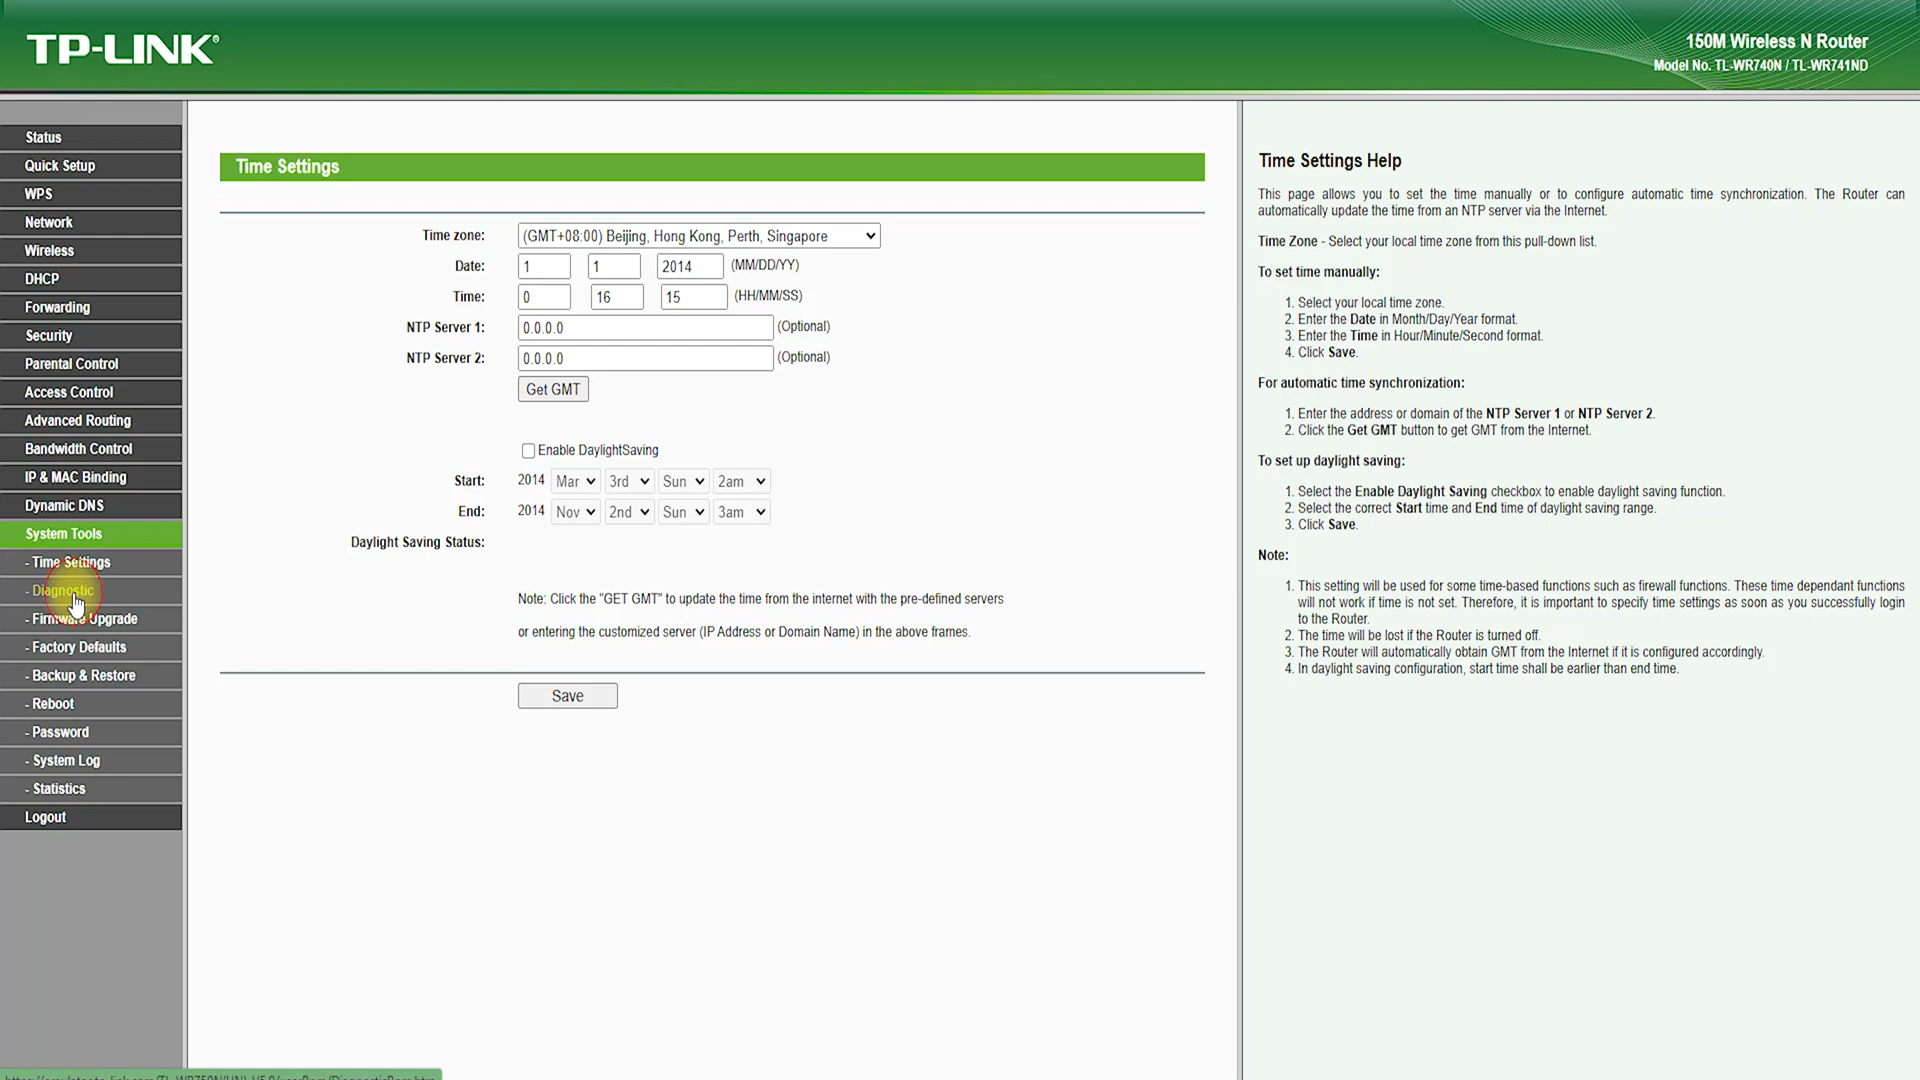 TP-LINK®
150M Wireless N Router
Model No. TL-WR740N / TL-WR741ND
Status
Quick Setup
WPS
Network
Wireless
DHCP
Forwarding
Security
Parental Control
Access Control
Advanced Routing
Bandwidth Control
IP & MAC Binding
Dynamic DNS
System Tools
- Time Settings
- Diagnostic
- Firmware Upgrade
- Factory Defaults
- Backup & Restore
- Reboot
- Password
- System Log
- Statistics
Logout
Time Settings
Time zone: (GMT+08:00) Beijing, Hong Kong, Perth, Singapore
Date: 1 1 2014 (MM/DD/YY)
Time: 0 16 15 (HH/MM/SS)
NTP Server 1: 0.0.0.0 (Optional)
NTP Server 2: 0.0.0.0 (Optional)
Get GMT
Enable DaylightSaving
Start: 2014 Mar 3rd Sun 2am
End: 2014 Nov 2nd Sun 3am
Daylight Saving Status:
Note: Click the "GET GMT" to update the time from the internet with the pre-defined servers
or entering the customized server (IP Address or Domain Name) in the above frames.
Save
Time Settings Help
This page allows you to set the time manually or to configure automatic time synchronization. The Router can
automatically update the time from an NTP server via the Internet.
Time Zone - Select your local time zone from this pull-down list.
To set time manually:
1. Select your local time zone.
2. Enter the Date in Month/Day/Year format.
3. Enter the Time in Hour/Minute/Second format.
4. Click Save.
For automatic time synchronization:
1. Enter the address or domain of the NTP Server 1 or NTP Server 2.
2. Click the Get GMT button to get GMT from the Internet.
To set up daylight saving:
1. Select the Enable Daylight Saving checkbox to enable daylight saving function.
2. Select the correct Start time and End time of daylight saving range.
3. Click Save.
Note:
1. This setting will be used for some time-based functions such as firewall functions. These time dependant functions
will not work if time is not set. Therefore, it is important to specify time settings as soon as you successfully login
to the Router.
2. The time will be lost if the Router is turned off.
3. The Router will automatically obtain GMT from the Internet if it is configured accordingly.
4. In daylight saving configuration, start time shall be earlier than end time.